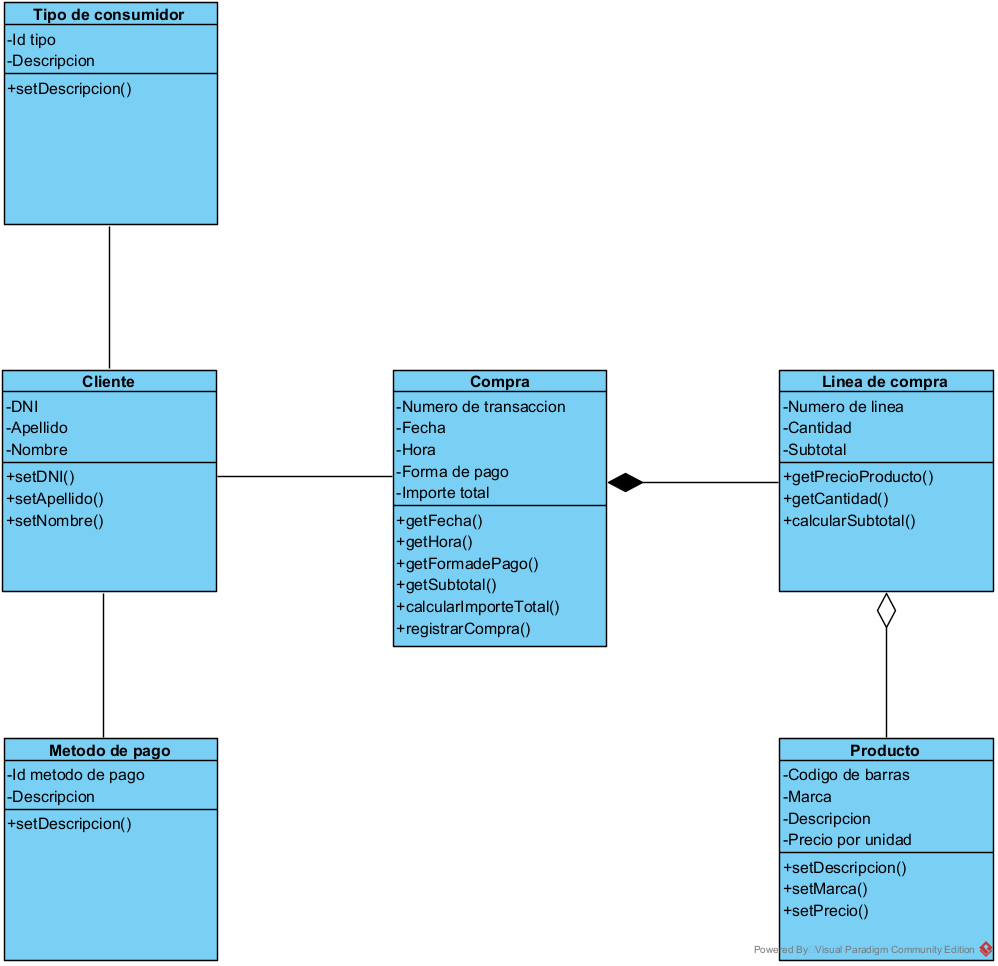 Tipo de consumidor
-Id tipo
-Descripcion
+setDescripcion()
Cliente
-DNI
-Apellido
-Nombre
+setDNI()
+setApellido()
+setNombre()
Compra
-Numero de transaccion
-Fecha
-Hora
-Forma de pago
-Importe total
+getFecha()
+getHora()
+getFormadePago()
+getSubtotal()
+calcularImporteTotal()
+registrarCompra()
Linea de compra
-Numero de linea
-Cantidad
-Subtotal
+getPrecioProducto()
+getCantidad()
+calcularSubtotal()
Metodo de pago
-Id metodo de pago
-Descripcion
+setDescripcion()
Producto
-Codigo de barras
-Marca
-Descripcion
-Precio por unidad
+setDescripcion()
+setMarca()
+setPrecio()
Powered By Visual Paradigm Community Edition